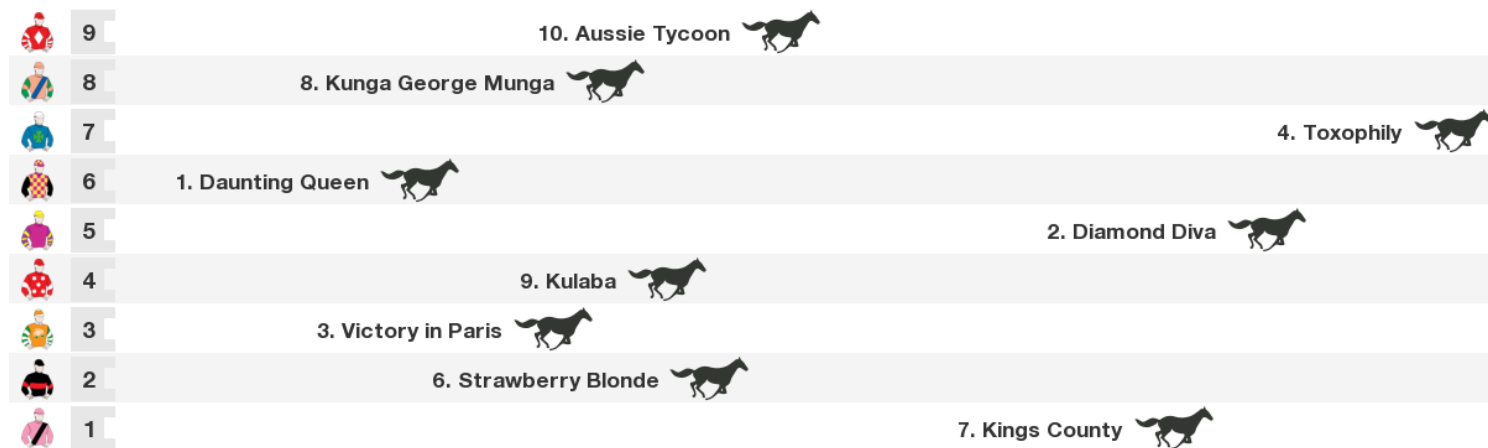 9 10. Aussie Tycoon
8 8. Kunga George Munga
7 4. Toxophily
6 1. Daunting Queen
5 2. Diamond Diva
4 9. Kulaba
3 3. Victory in Paris
2 6. Strawberry Blonde
1 7. Kings County